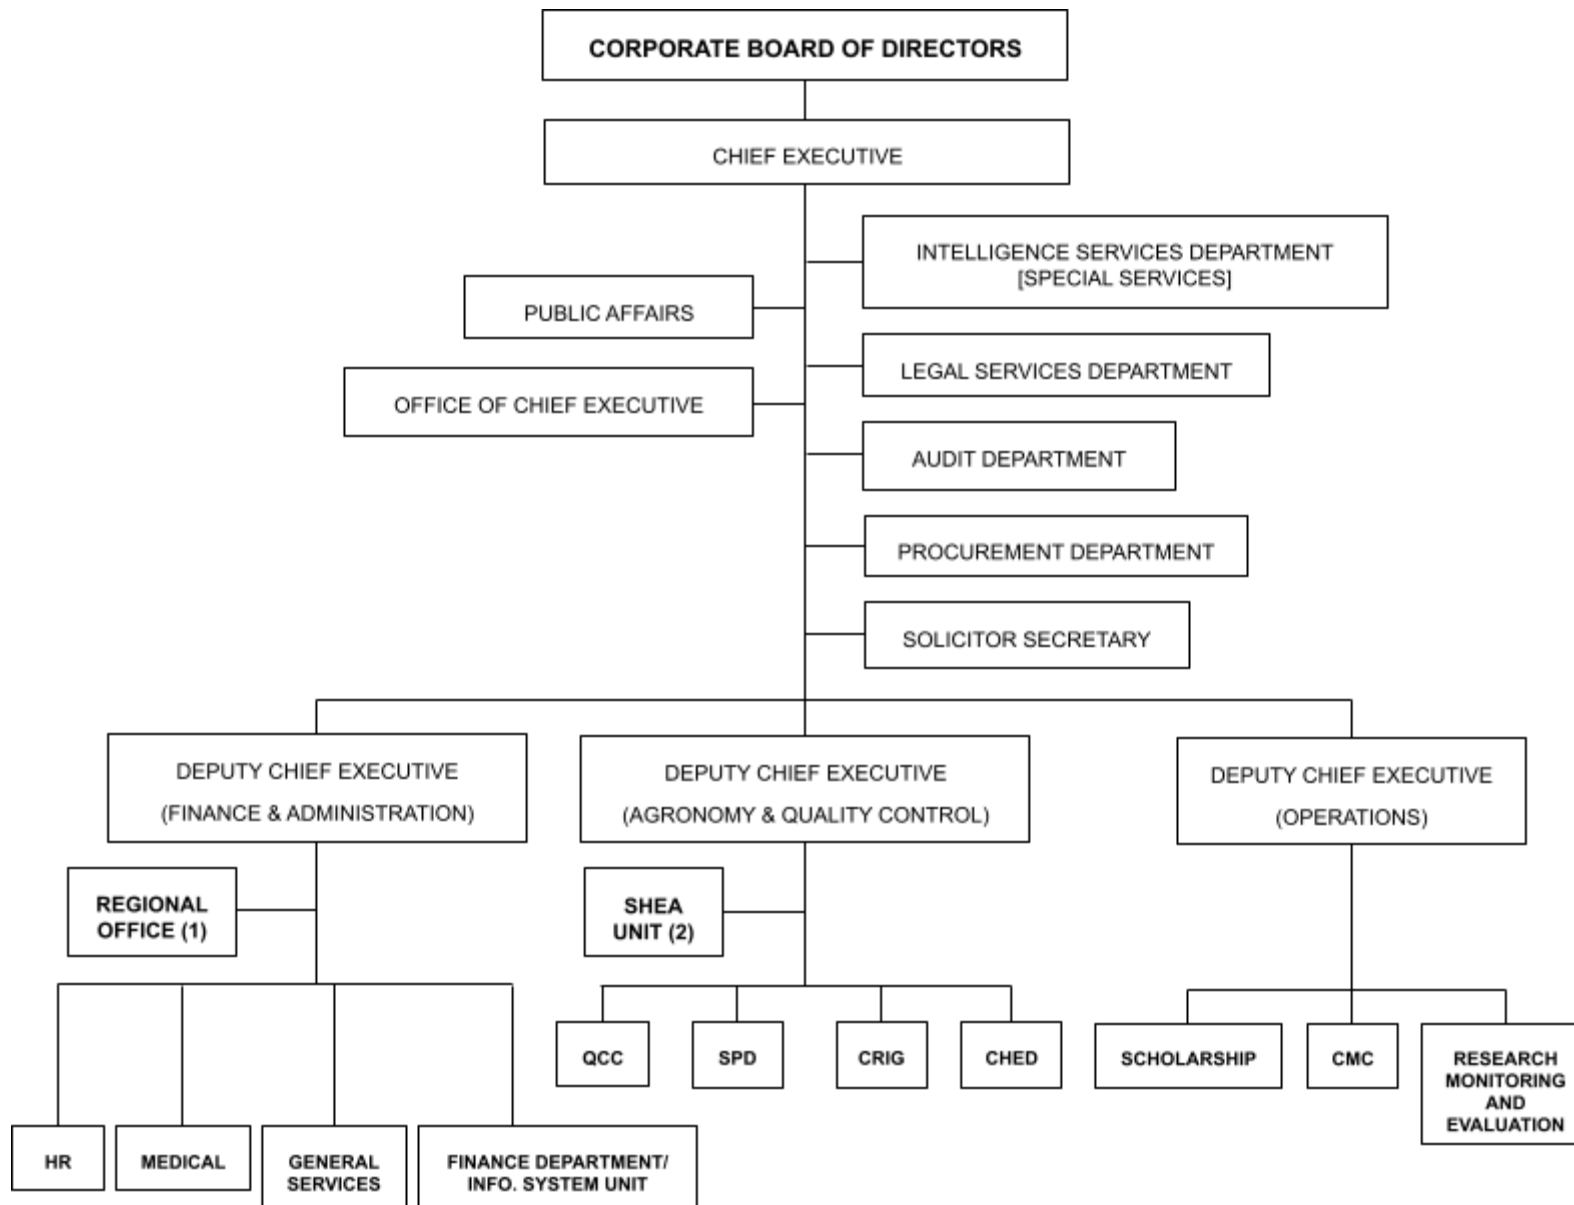 CORPORATE BOARD OF DIRECTORS
CHIEF EXECUTIVE
INTELLIGENCE SERVICES DEPARTMENT
[SPECIAL SERVICES]
PUBLIC AFFAIRS
LEGAL SERVICES DEPARTMENT
OFFICE OF CHIEF EXECUTIVE
AUDIT DEPARTMENT
PROCUREMENT DEPARTMENT
SOLICITOR SECRETARY
DEPUTY CHIEF EXECUTIVE
(FINANCE & ADMINISTRATION)
DEPUTY CHIEF EXECUTIVE
(AGRONOMY & QUALITY CONTROL)
DEPUTY CHIEF EXECUTIVE
(OPERATIONS)
REGIONAL
OFFICE (1)
SHEA
UNIT (2)
QCC
SPD
CRIG
CHED
SCHOLARSHIP
CMC
RESEARCH
MONITORING
AND
EVALUATION
HR
MEDICAL
GENERAL
SERVICES
FINANCE DEPARTMENT/
INFO. SYSTEM UNIT